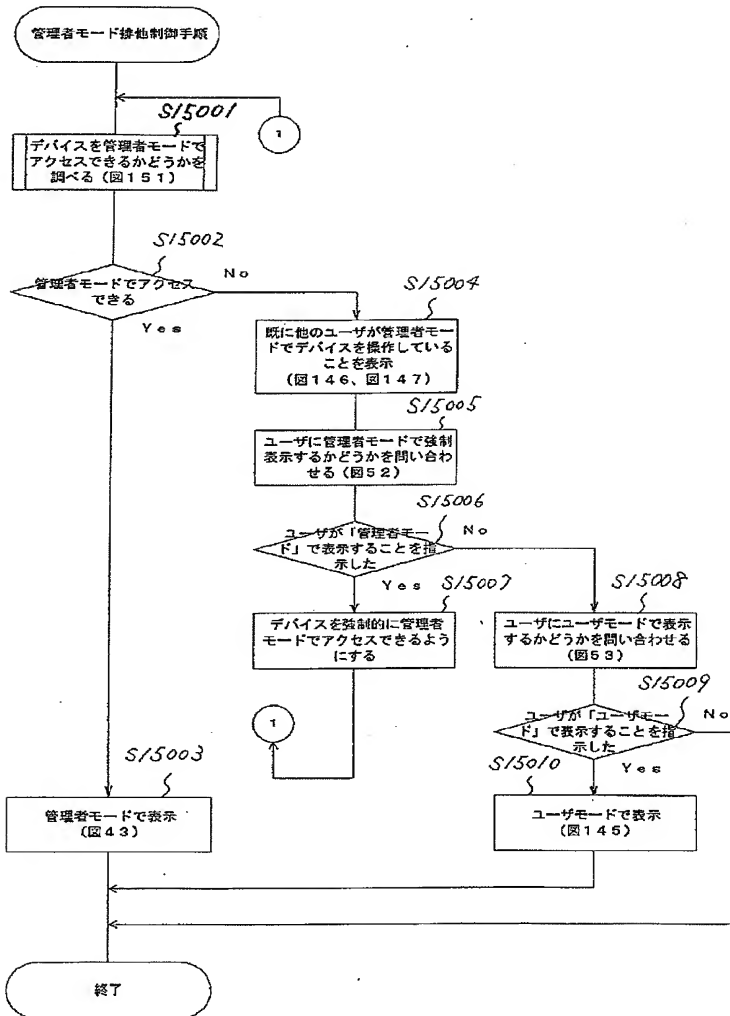 管理者モード排他制御手順
S15001
1
デバイスを管理者モードで
アクセスできるかどうかを
調べる(図151)
S15002
管理者モードでアクセス
できる
No
Yes
S15004
既に他のユーザが管理者モー
ドでデバイスを操作している
ことを表示
(図146、図147)
S15005
ユーザに管理者モードで強制
表示するかどうかを問い合わ
せる(図52)
S15006
ユーザが「管理者モー
ド」で表示することを指
示した
No
Yes
S15007
デバイスを強制的に管理者
モードでアクセスできるよう
にする
1
S15008
ユーザにユーザモードで表示
するかどうかを問い合わせる
(図53)
S15009
ユーザが「ユーザモー
ド」で表示することを指
示した
No
Yes
S15003
管理者モードで表示
(図43)
S15010
ユーザモードで表示
(図145)
終了